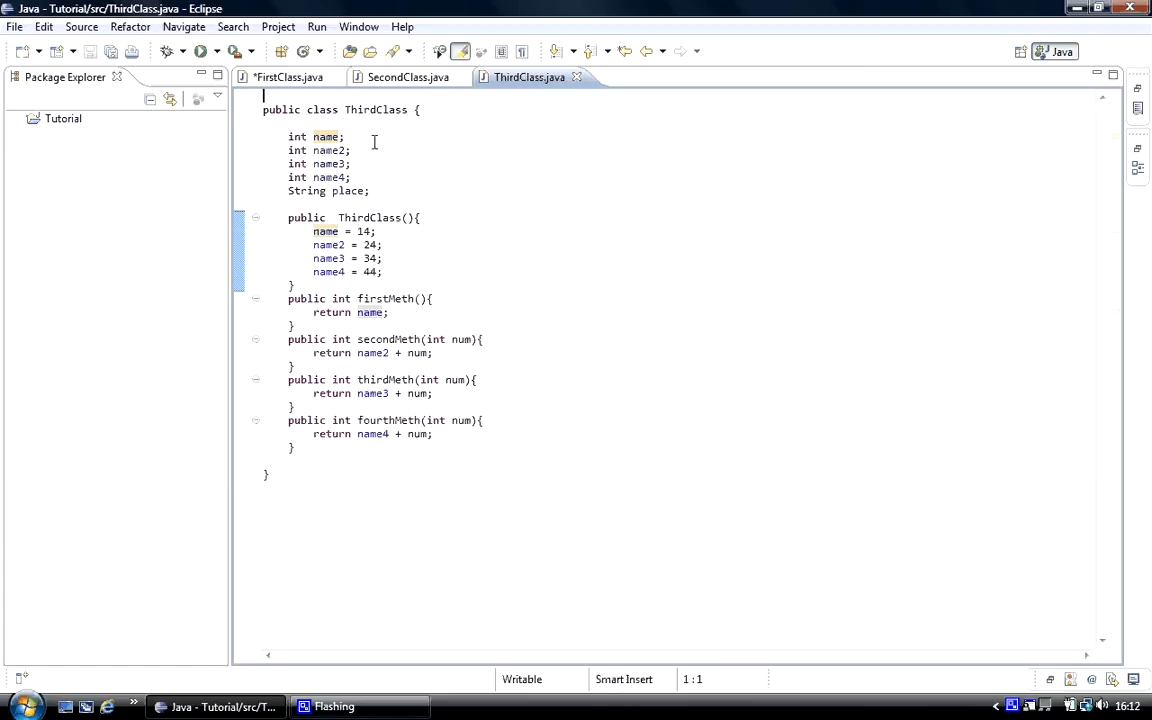 Java - Tutorial/src/ThirdClass.java - Eclipse
File Edit Source Refactor Navigate Search Project Run Window Help
Java
Package Explorer
*FirstClass.java SecondClass.java ThirdClass.java
Tutorial
public class ThirdClass {
int name;
int name2;
int name3;
int name4;
String place;
public  ThirdClass(){
name = 14;
name2 = 24;
name3 = 34;
name4 = 44;
}
public int firstMeth(){
return name;
}
public int secondMeth(int num){
return name2 + num;
}
public int thirdMeth(int num){
return name3 + num;
}
public int fourthMeth(int num){
return name4 + num;
}
}
Writable Smart Insert 1 : 1
Java - Tutorial/src/T... Flashing 16:12